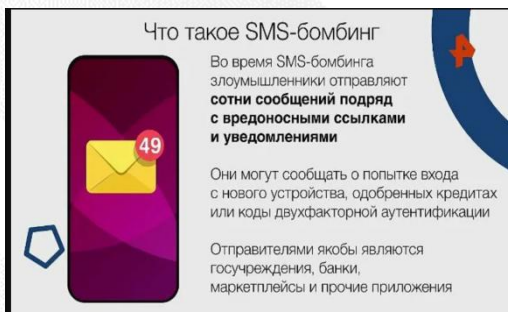 Что такое SMS-бомбинг
Во время SMS-бомбинга
злоумышленники отправляют
сотни сообщений подряд
с вредоносными ссылками
и уведомлениями
49
Они могут сообщать о попытке входа
с нового устройства, одобренных кредитах
или коды двухфакторной аутентификации
Отправителями якобы являются
госучреждения, банки,
маркетплейсы и прочие приложения